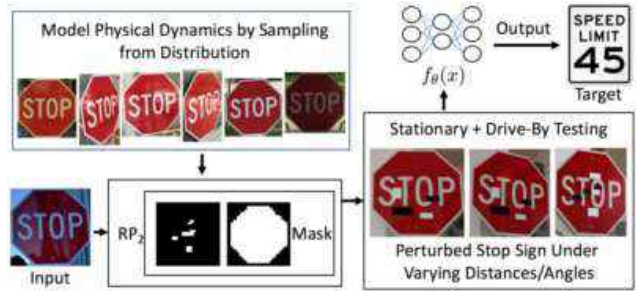 Model Physical Dynamics by Sampling
from Distribution
STOP STOP STOP STOP STOP STOP
Output
SPEED
LIMIT
45
fθ(x)
Target
Stationary + Drive-By Testing
STOP STOP STOP
STOP
RP₂
Mask
Input
Perturbed Stop Sign Under
Varying Distances/Angles